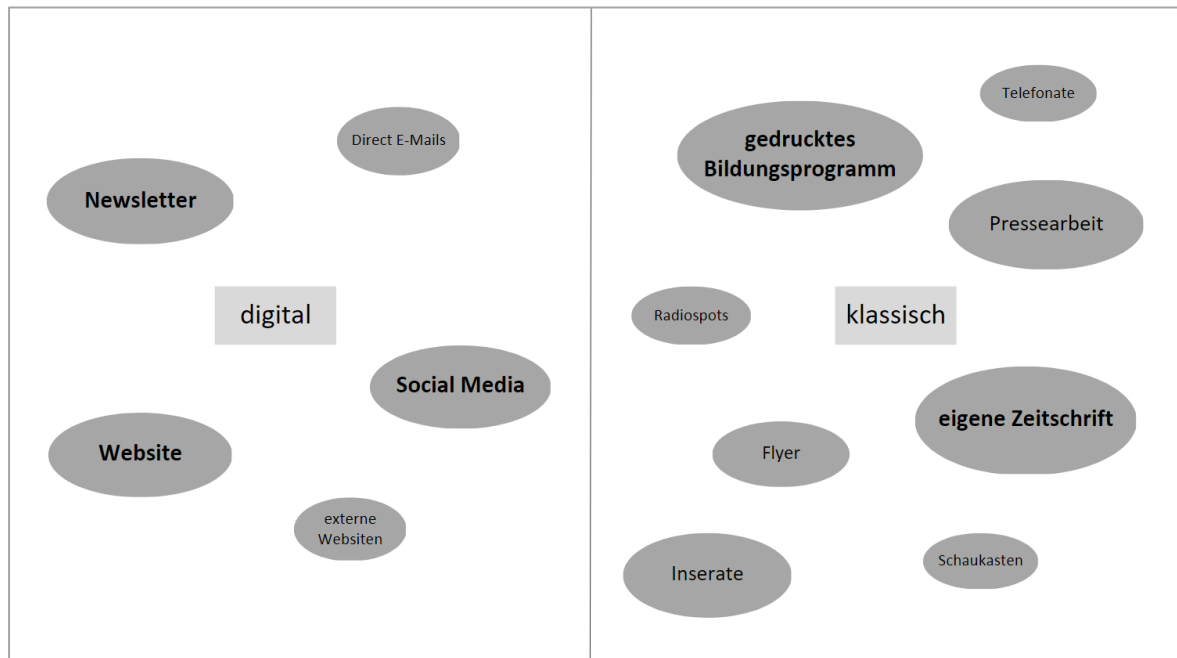 Direct E-Mails
Newsletter
digital
Social Media
Website
externe
Websiten
Telefonate
gedrucktes
Bildungsprogramm
Pressearbeit
Radiospots
klassisch
eigene Zeitschrift
Flyer
Inserate
Schaukasten